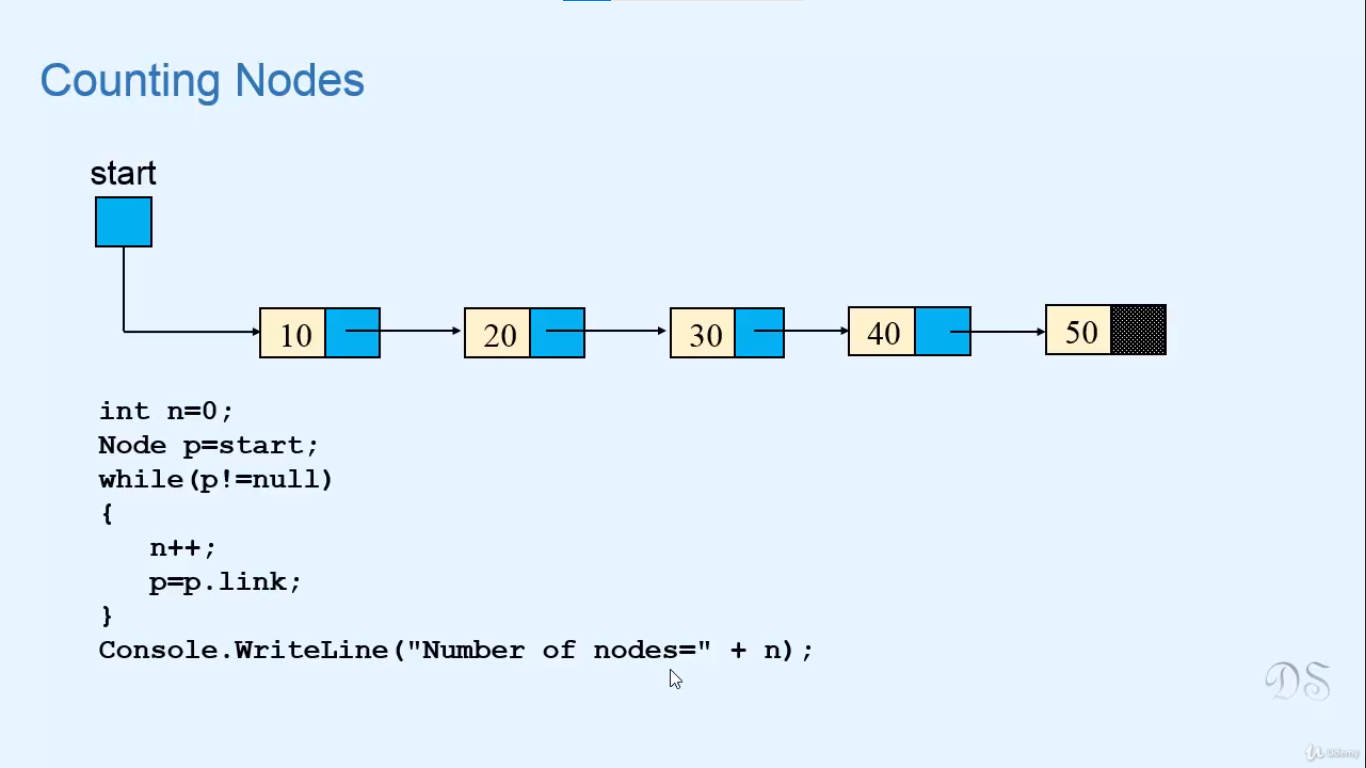 Counting Nodes
start
10 20 30 40 50
int n=0;
Node p=start;
while(p!=null)
{
n++;
p=p.link;
}
Console.WriteLine("Number of nodes=" + n);
DS
Udemy